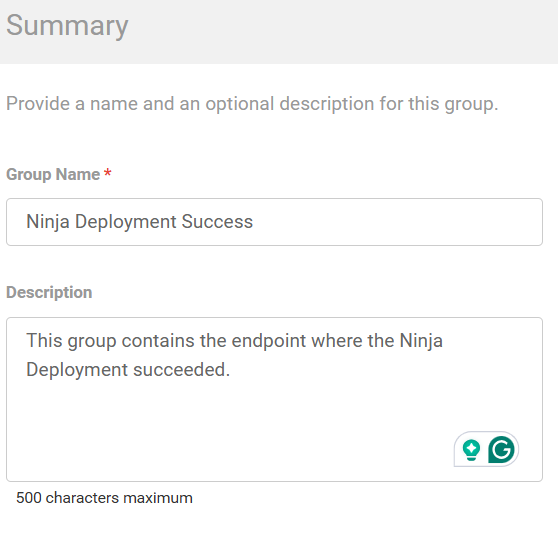 Summary
Provide a name and an optional description for this group.
Group Name *
Ninja Deployment Success
Description
This group contains the endpoint where the Ninja
Deployment succeeded.
G
500 characters maximum